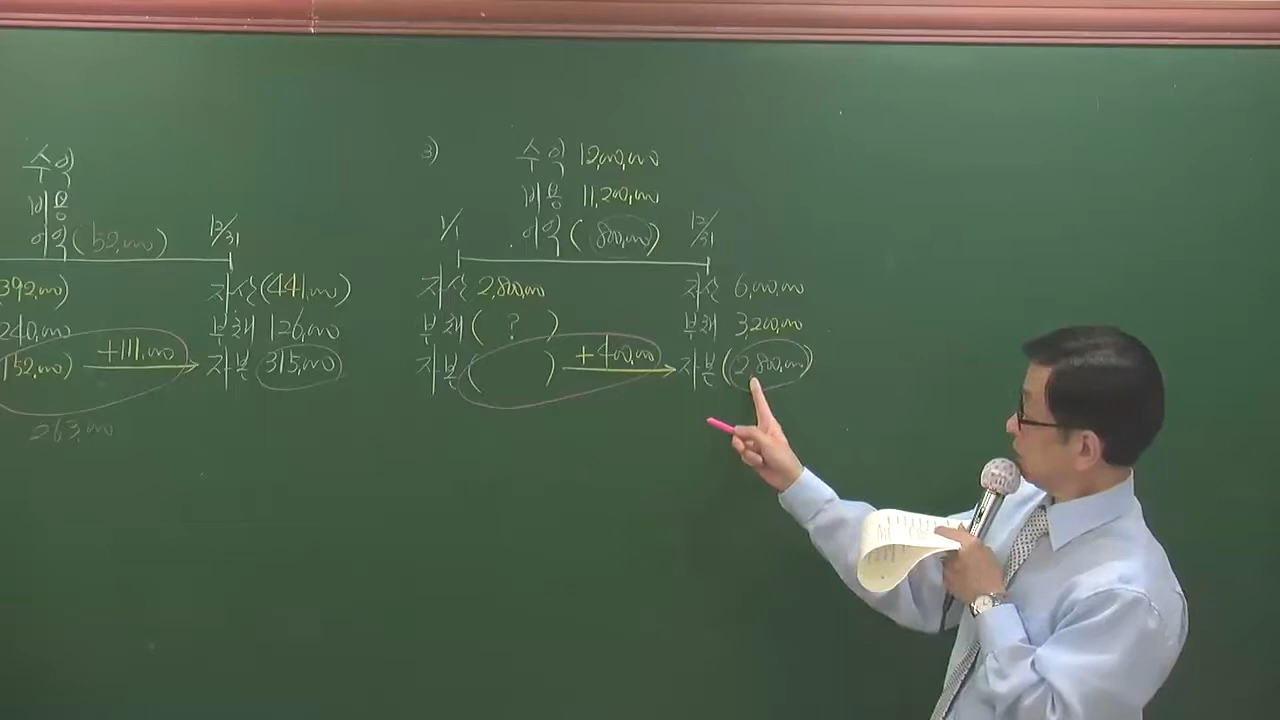 수익
비용
이익(52,000)
12/31
392,000)
자산(441,000)
240,000
부채 126,000
152,000)
+111,000
자본 315,000
263,000
3)
수익 12,000,000
비용 11,200,000
1/1
이익(800,000)
12/31
자산 2,800,000
자산 6,000,000
부채( ? )
부채 3,200,000
자본( )
+400,000
자본(2,800,000)